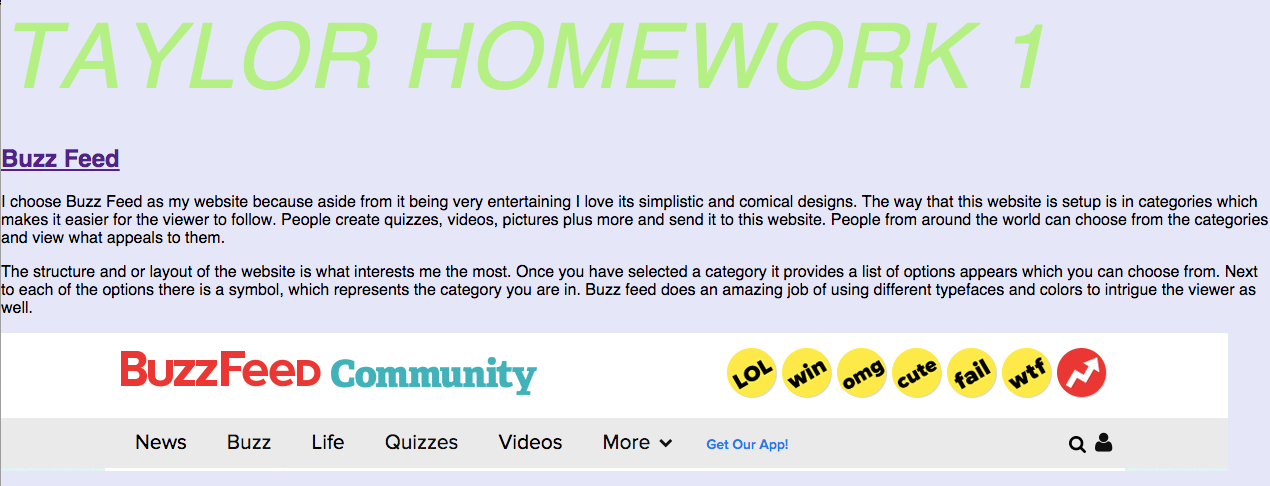 TAYLOR HOMEWORK 1
Buzz Feed
I choose Buzz Feed as my website because aside from it being very entertaining I love its simplistic and comical designs. The way that this website is setup is in categories which
makes it easier for the viewer to follow. People create quizzes, videos, pictures plus more and send it to this website. People from around the world can choose from the categories
and view what appeals to them.
The structure and or layout of the website is what interests me the most. Once you have selected a category it provides a list of options appears which you can choose from. Next
to each of the options there is a symbol, which represents the category you are in. Buzz feed does an amazing job of using different typefaces and colors to intrigue the viewer as
well.
BuzzFeeD Community LOL win omg cute fail wtf
News Buzz Life Quizzes Videos More Get Our App!